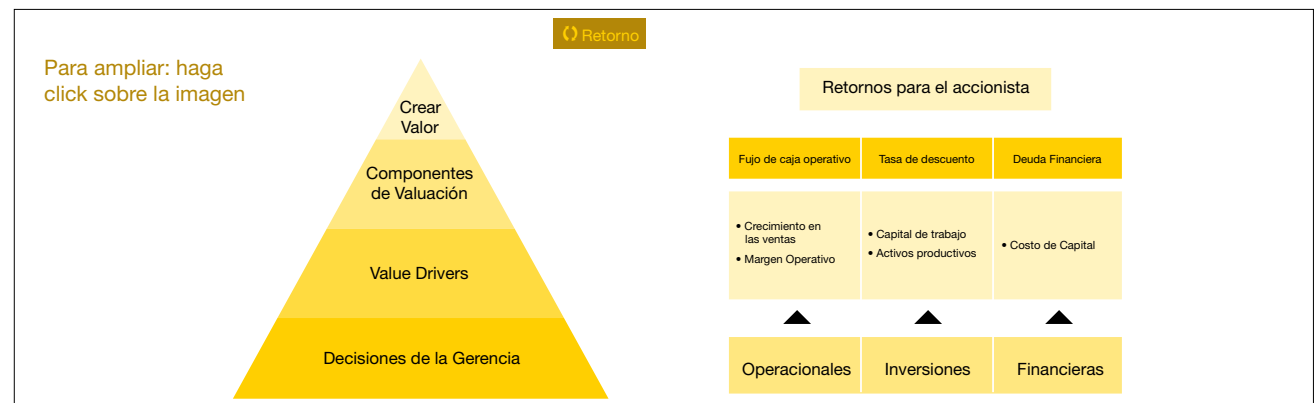 Retorno
Para ampliar: haga
click sobre la imagen
Crear
Valor
Componentes
de Valuación
Value Drivers
Decisiones de la Gerencia
Retornos para el accionista
Fujo de caja operativo
Tasa de descuento
Deuda Financiera
• Crecimiento en
las ventas
• Margen Operativo
• Capital de trabajo
• Activos productivos
• Costo de Capital
Operacionales
Inversiones
Financieras